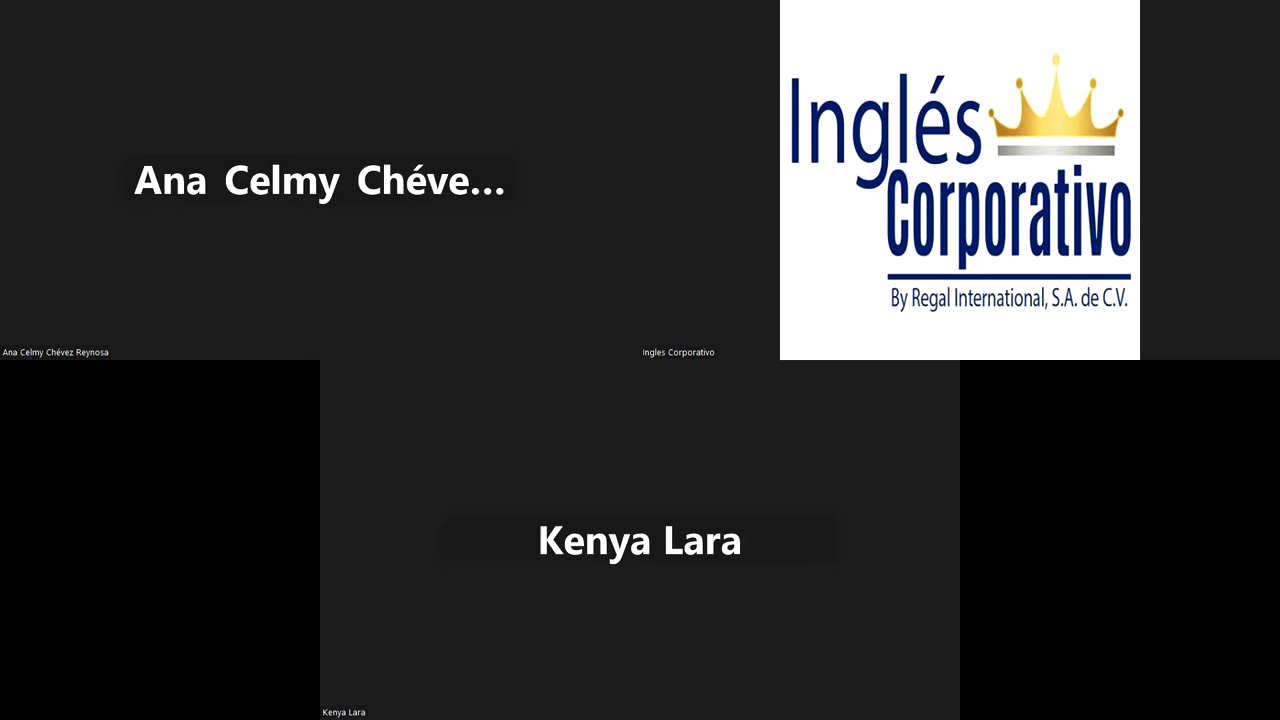 Ana Celmy Chéve...
Ana Celmy Chévez Reynosa
Inglés
Corporativo
By Regal International, S.A. de C.V.
Ingles Corporativo
Kenya Lara
Kenya Lara